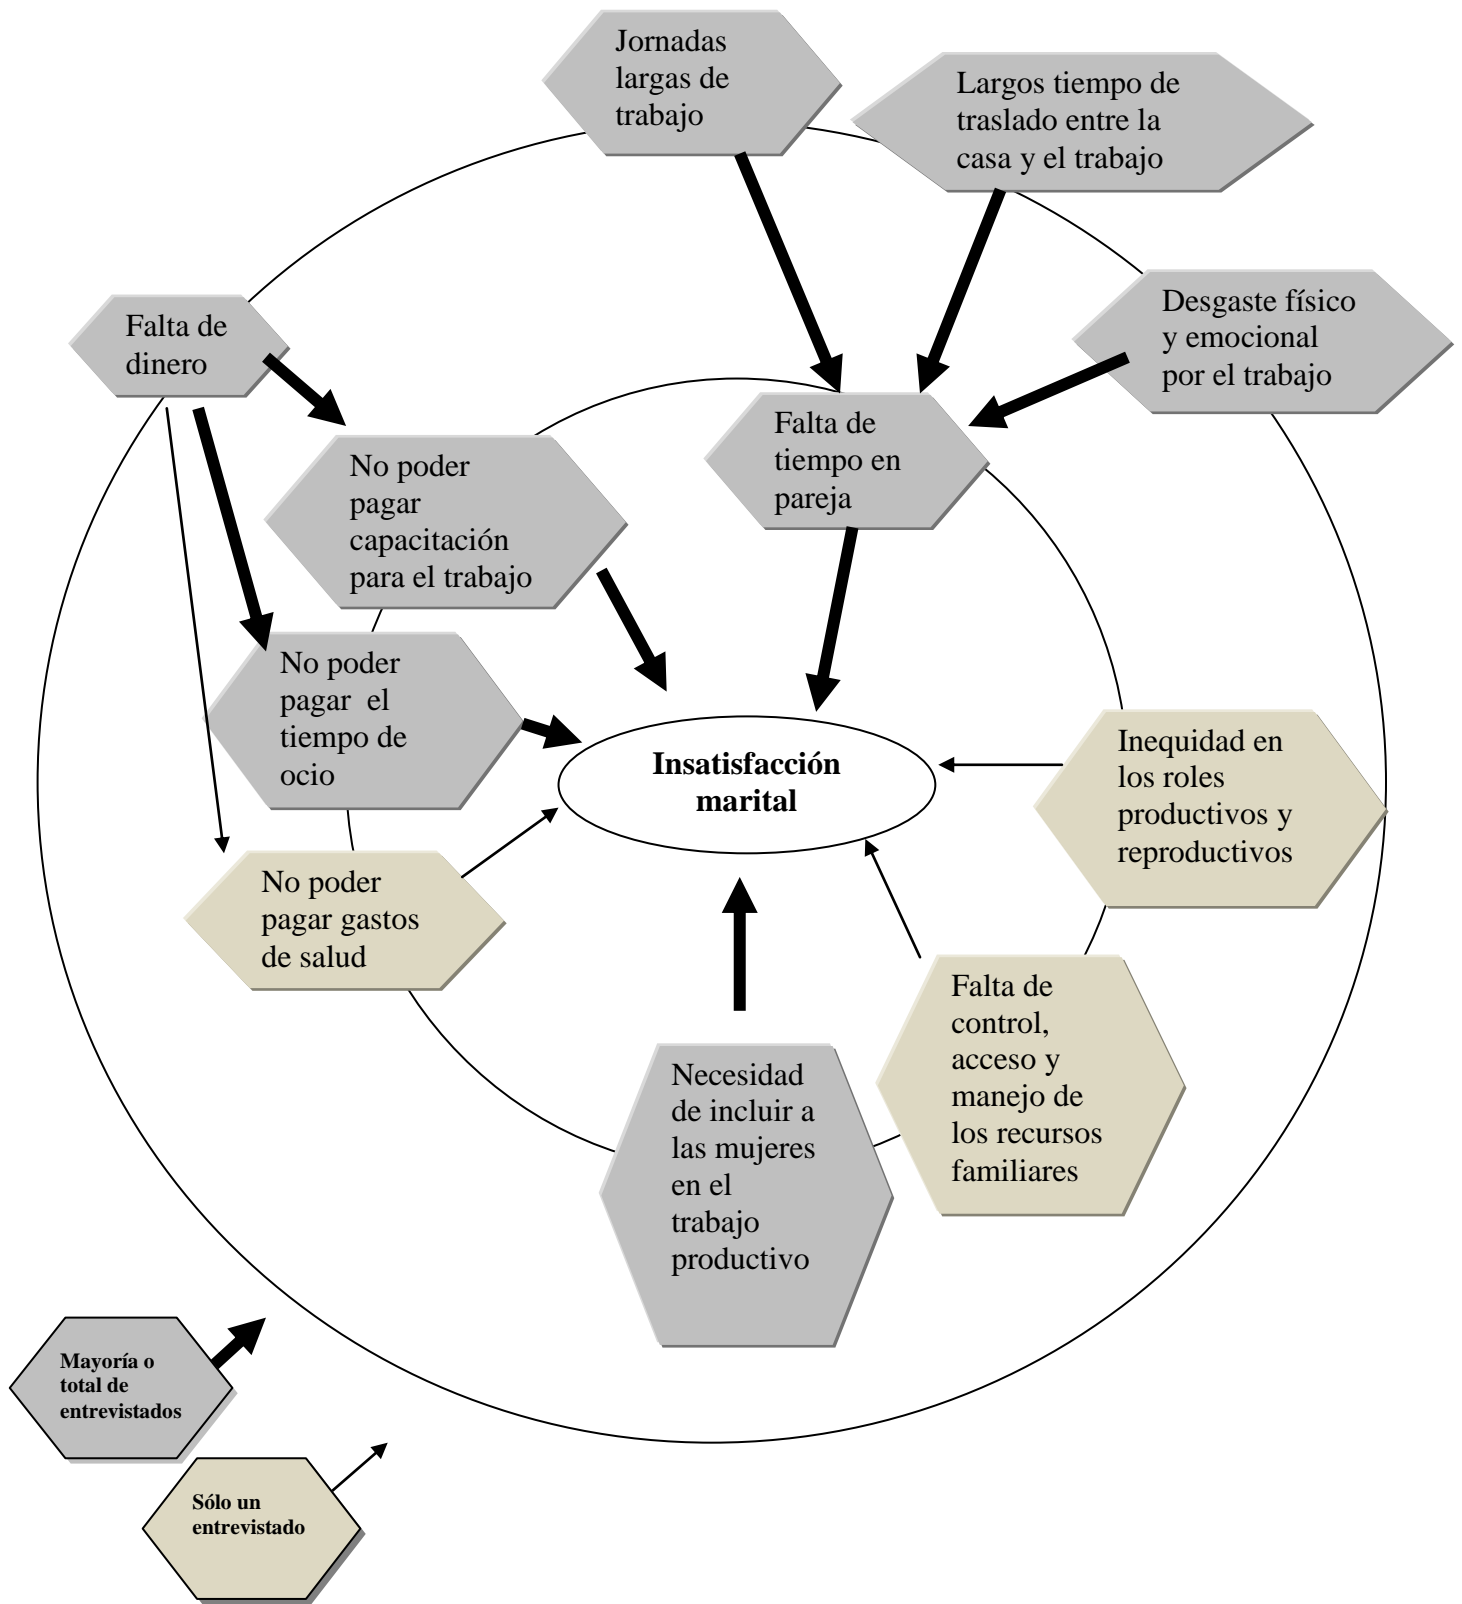 Jornadas
largas de
trabajo
Largos tiempo de
traslado entre la
casa y el trabajo
Desgaste físico
y emocional
por el trabajo
Falta de
dinero
Falta de
tiempo en
pareja
No poder
pagar
capacitación
para el trabajo
No poder
pagar  el
tiempo de
ocio
Insatisfacción
marital
Inequidad en
los roles
productivos y
reproductivos
No poder
pagar gastos
de salud
Falta de
control,
acceso y
manejo de
los recursos
familiares
Necesidad
de incluir a
las mujeres
en el
trabajo
productivo
Mayoría o
total de
entrevistados
Sólo un
entrevistado